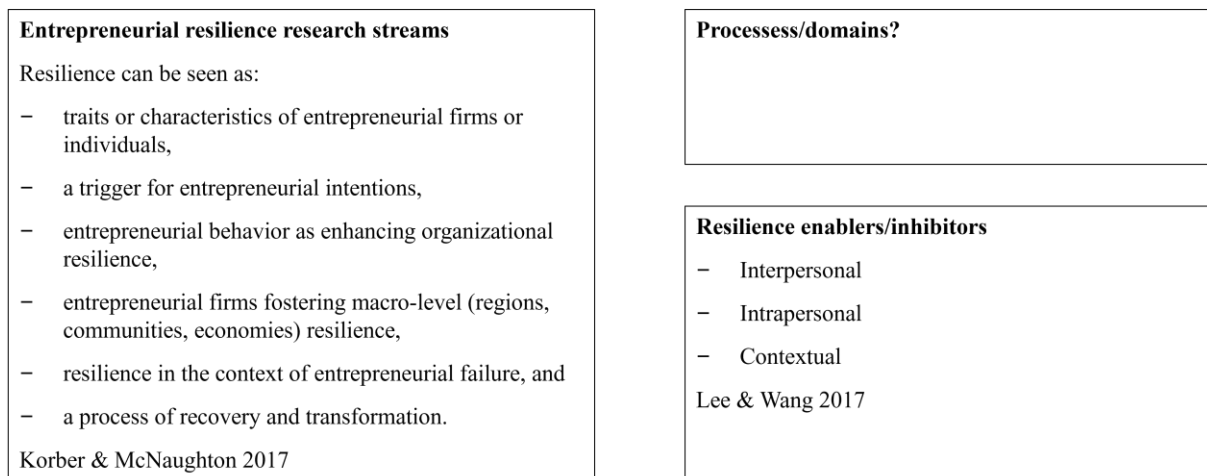 Entrepreneurial resilience research streams
Resilience can be seen as:
− traits or characteristics of entrepreneurial firms or
individuals,
− a trigger for entrepreneurial intentions,
− entrepreneurial behavior as enhancing organizational
resilience,
− entrepreneurial firms fostering macro-level (regions,
communities, economies) resilience,
− resilience in the context of entrepreneurial failure, and
− a process of recovery and transformation.
Korber & McNaughton 2017
Processess/domains?
Resilience enablers/inhibitors
− Interpersonal
− Intrapersonal
− Contextual
Lee & Wang 2017